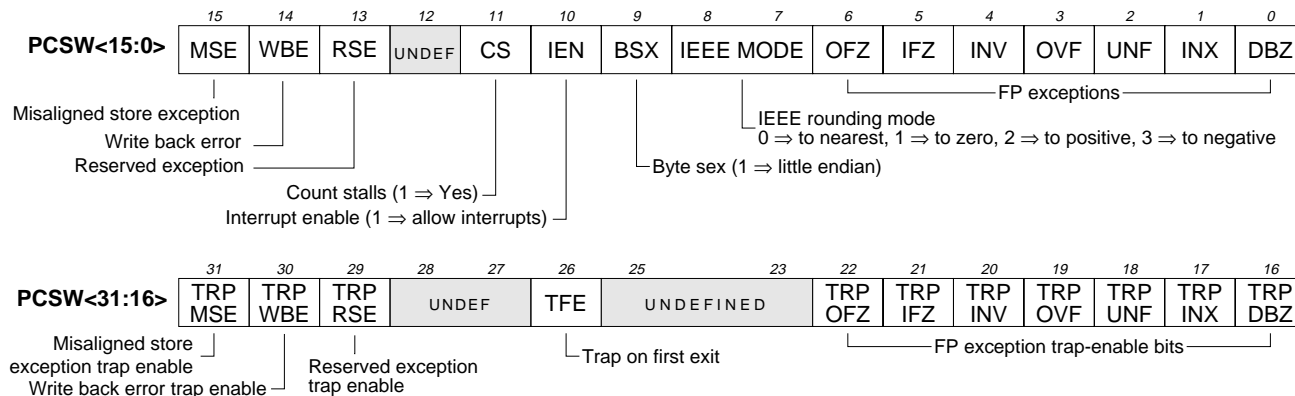 15 14 13 12 11 10 9 8 7 6 5 4 3 2 1 0
PCSW<15:0> MSE WBE RSE UNDEF CS IEN BSX IEEE MODE OFZ IFZ INV OVF UNF INX DBZ
Misaligned store exception
Write back error
Reserved exception
Count stalls (1 ⇒ Yes)
Interrupt enable (1 ⇒ allow interrupts)
FP exceptions
IEEE rounding mode
0 ⇒ to nearest, 1 ⇒ to zero, 2 ⇒ to positive, 3 ⇒ to negative
Byte sex (1 ⇒ little endian)
31 30 29 28 27 26 25 23 22 21 20 19 18 17 16
PCSW<31:16> TRP MSE TRP WBE TRP RSE UNDEF TFE UNDEFINED TRP OFZ TRP IFZ TRP INV TRP OVF TRP UNF TRP INX TRP DBZ
Misaligned store
exception trap enable
Write back error trap enable
Reserved exception
trap enable
Trap on first exit
FP exception trap-enable bits